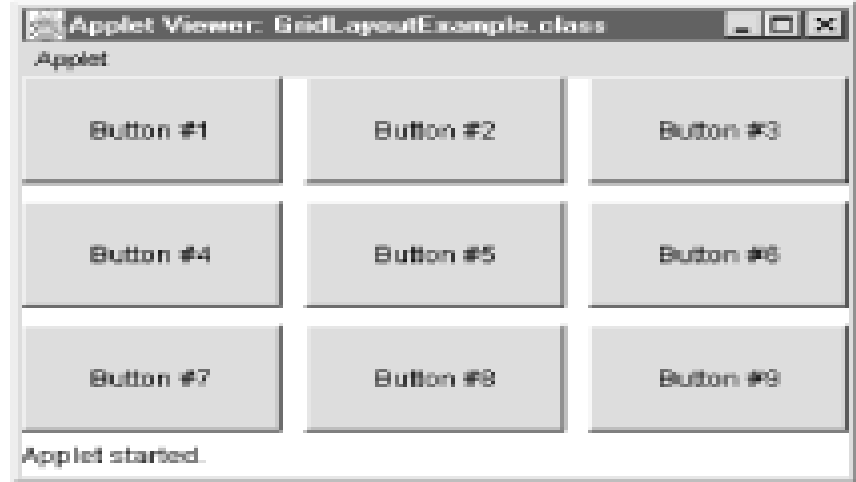 Applet Viewer: GridLayoutExample.class
Applet
Button #1 Button #2 Button #3
Button #4 Button #5 Button #6
Button #7 Button #8 Button #9
Applet started.